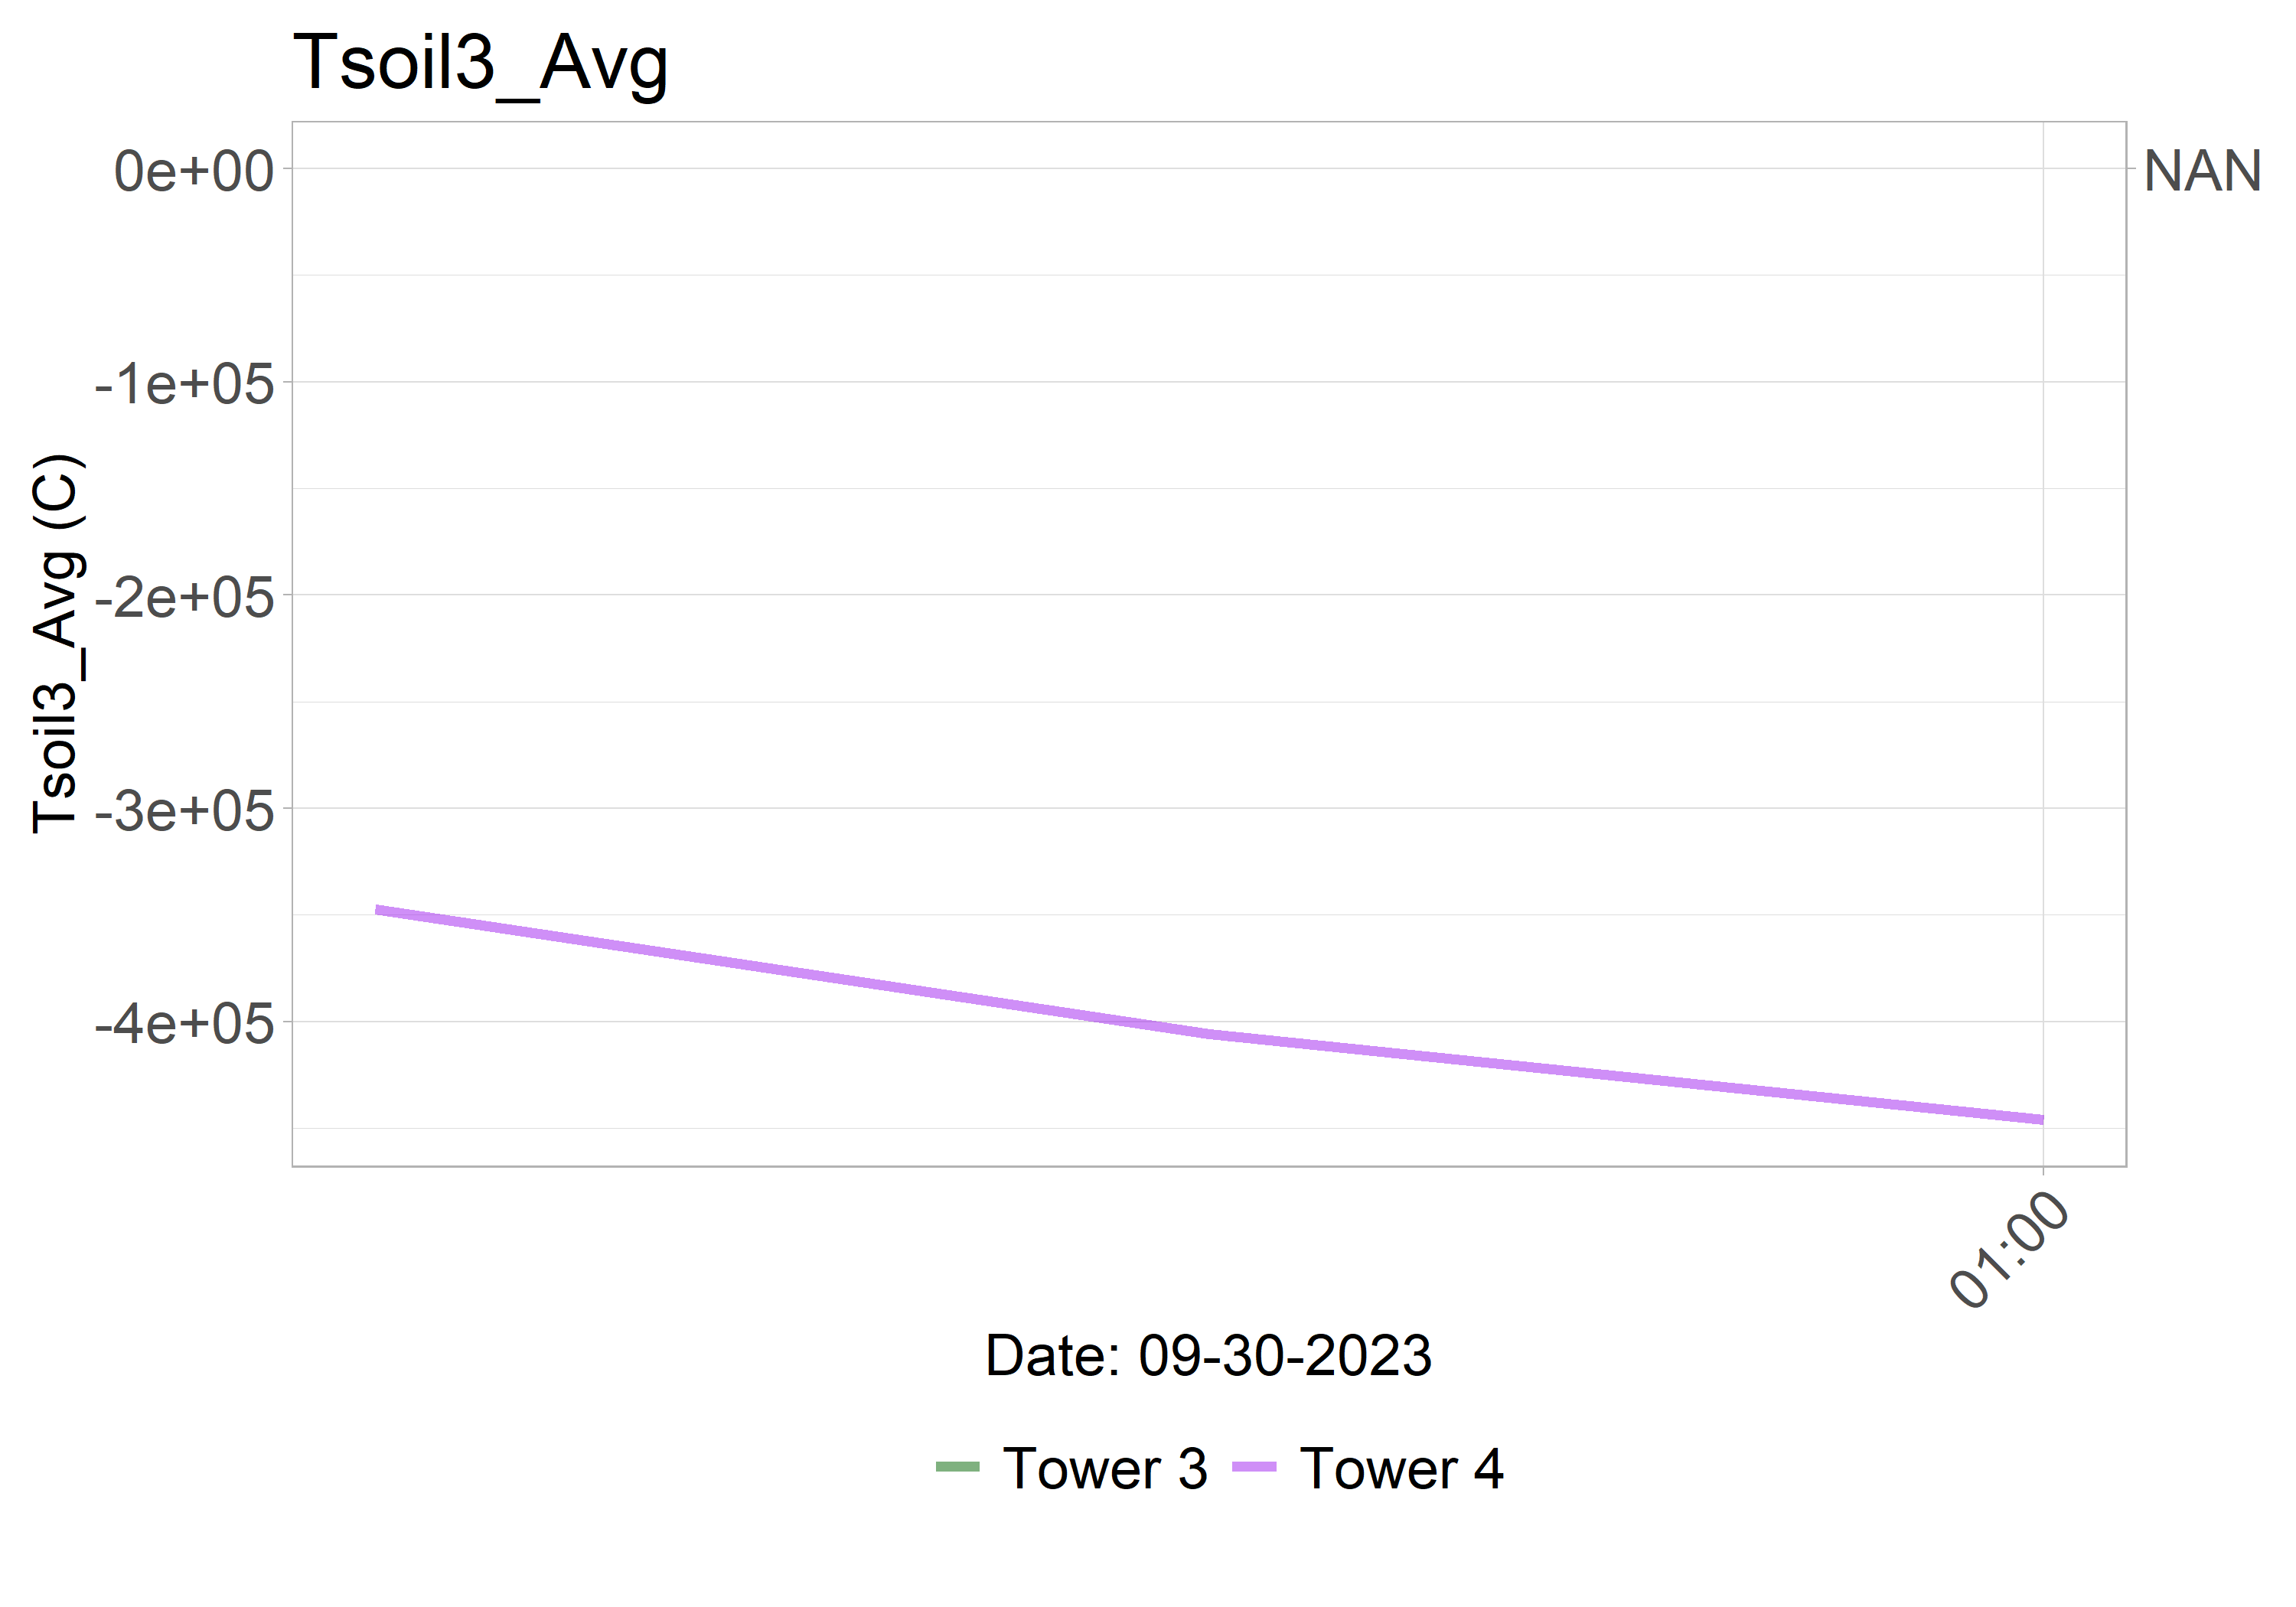 Tsoil3_Avg
0e+00
NAN
-1e+05
-2e+05
-3e+05
-4e+05
Tsoil3_Avg (C)
01:00
Date: 09-30-2023
Tower 3
Tower 4